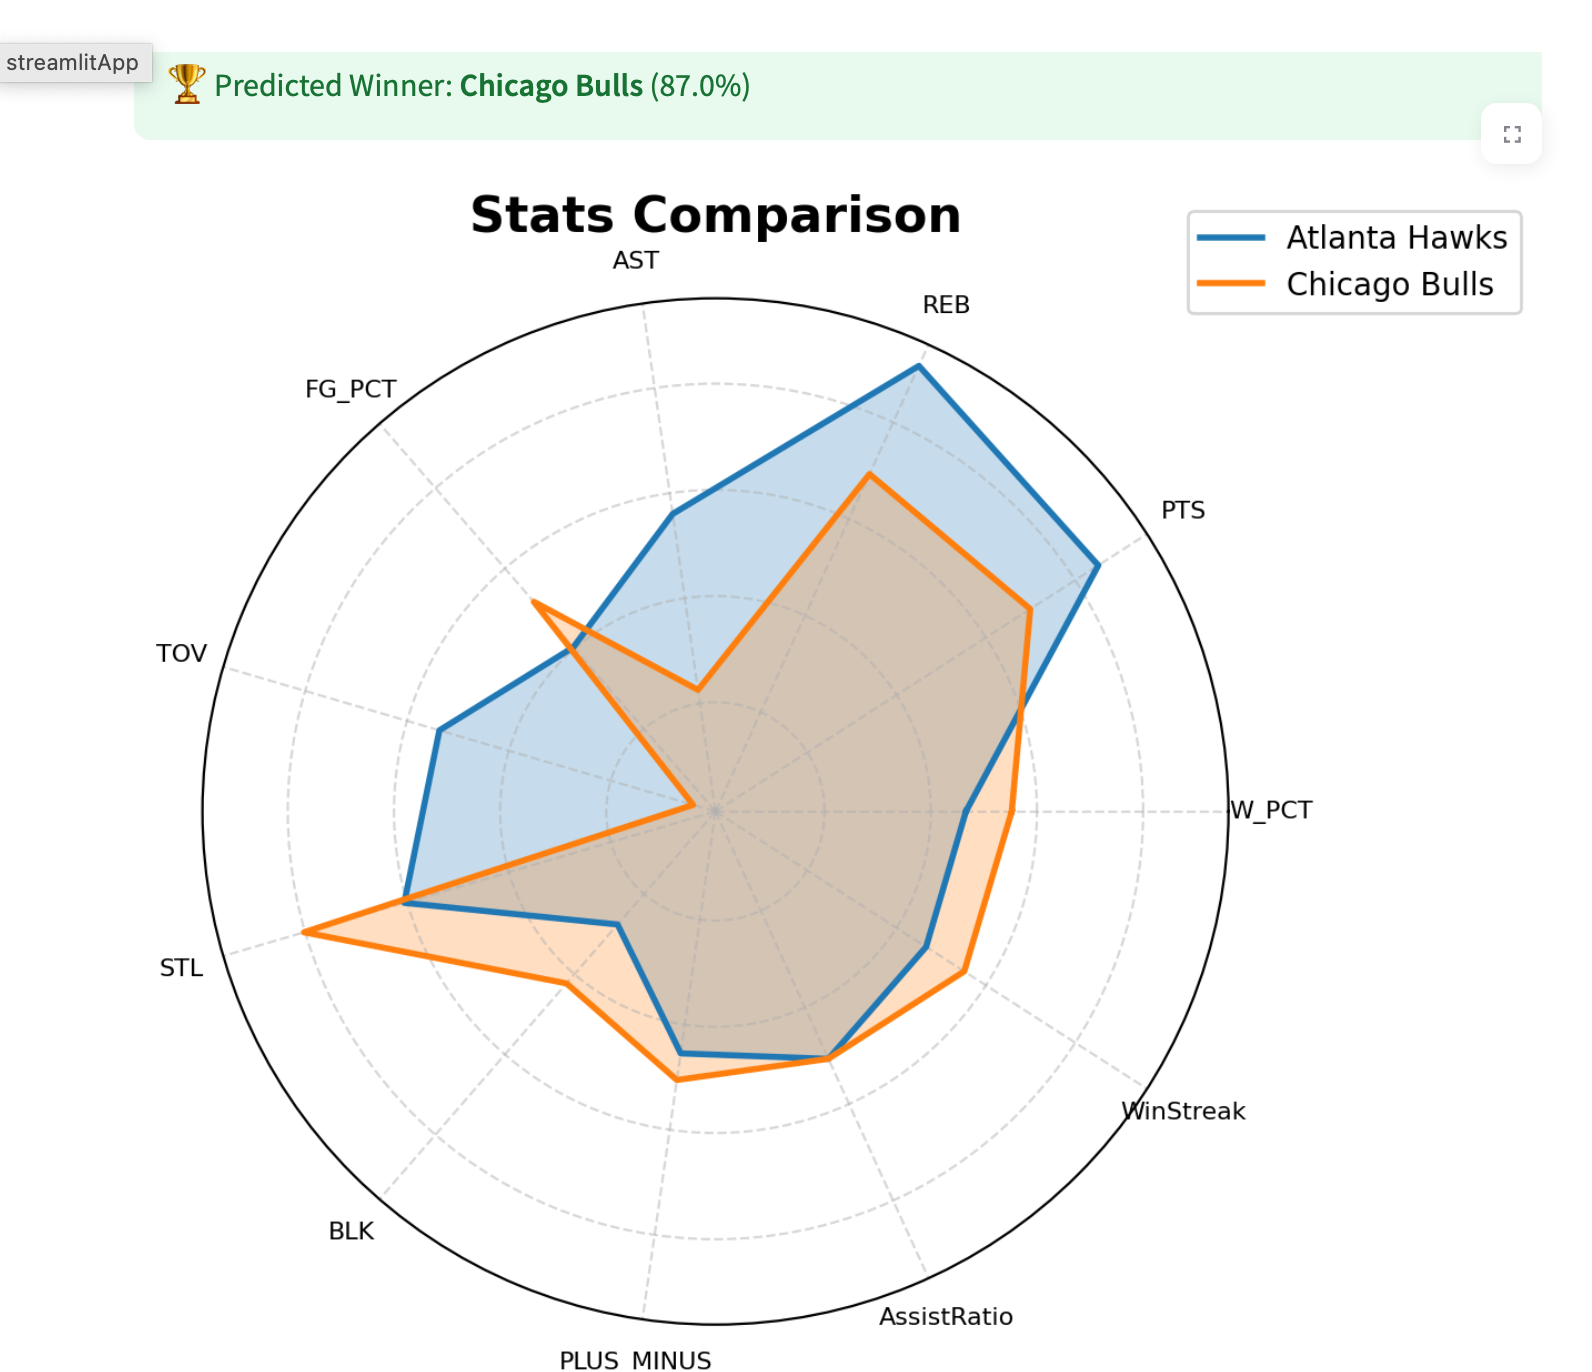 streamlitApp
🏆 Predicted Winner: Chicago Bulls (87.0%)
Stats Comparison
Atlanta Hawks
Chicago Bulls
AST
REB
FG_PCT
PTS
TOV
W_PCT
STL
WinStreak
BLK
AssistRatio
PLUS_MINUS